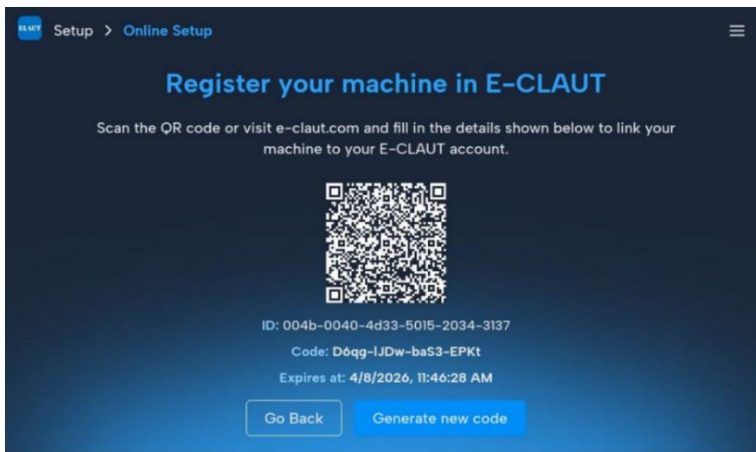 ELAUT
Setup > Online Setup
Register your machine in E-CLAUT
Scan the QR code or visit e-claut.com and fill in the details shown below to link your
machine to your E-CLAUT account.
ID: 004b-0040-4d33-5015-2034-3137
Code: D6qg-lJDw-baS3-EPKt
Expires at: 4/8/2026, 11:46:28 AM
Go Back
Generate new code